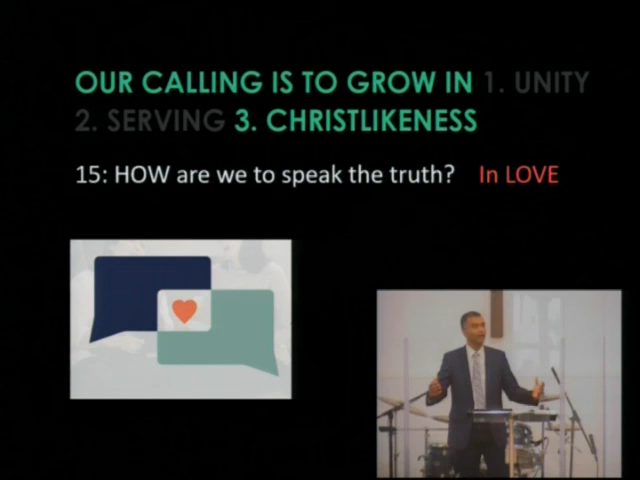 OUR CALLING IS TO GROW IN 1. UNITY
2. SERVING 3. CHRISTLIKENESS
15: HOW are we to speak the truth? In LOVE